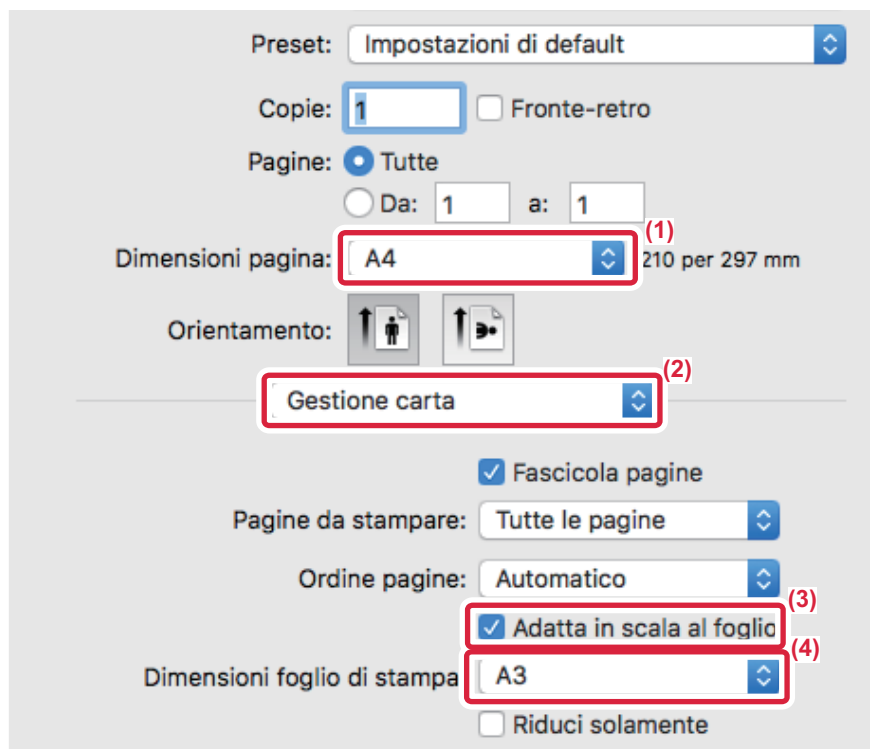 Preset: Impostazioni di default
Copie: 1 Fronte-retro
Pagine: Tutte
Da: 1 a: 1
(1)
Dimensioni pagina: A4 210 per 297 mm
Orientamento:
(2)
Gestione carta
Fascicola pagine
Pagine da stampare: Tutte le pagine
Ordine pagine: Automatico
(3)
Adatta in scala al foglio
(4)
Dimensioni foglio di stampa A3
Riduci solamente